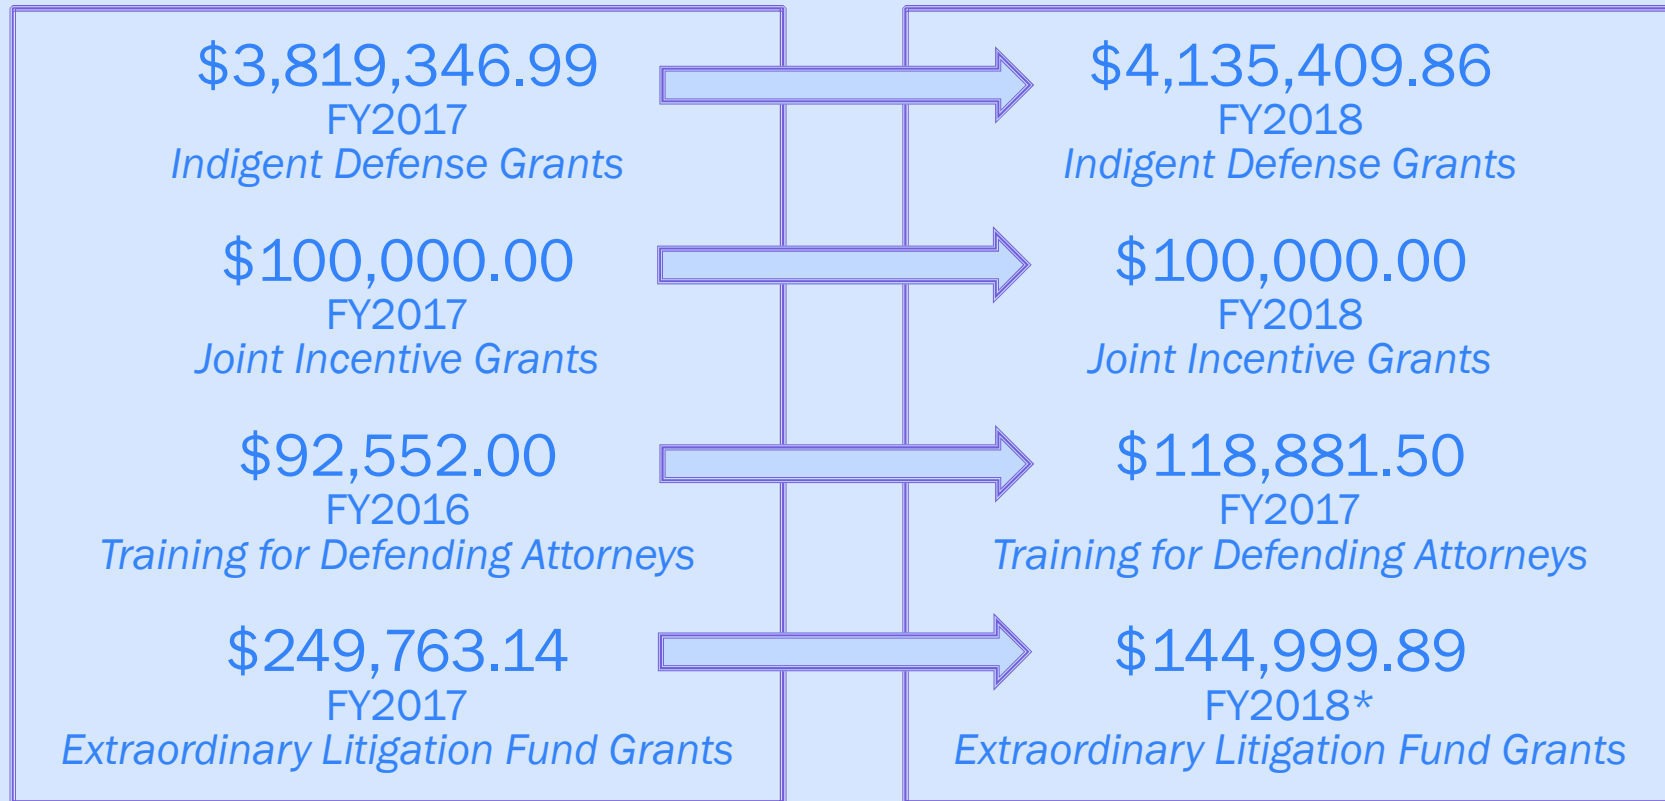 $3,819,346.99
FY2017
Indigent Defense Grants
$100,000.00
FY2017
Joint Incentive Grants
$92,552.00
FY2016
Training for Defending Attorneys
$249,763.14
FY2017
Extraordinary Litigation Fund Grants
$4,135,409.86
FY2018
Indigent Defense Grants
$100,000.00
FY2018
Joint Incentive Grants
$118,881.50
FY2017
Training for Defending Attorneys
$144,999.89
FY2018*
Extraordinary Litigation Fund Grants